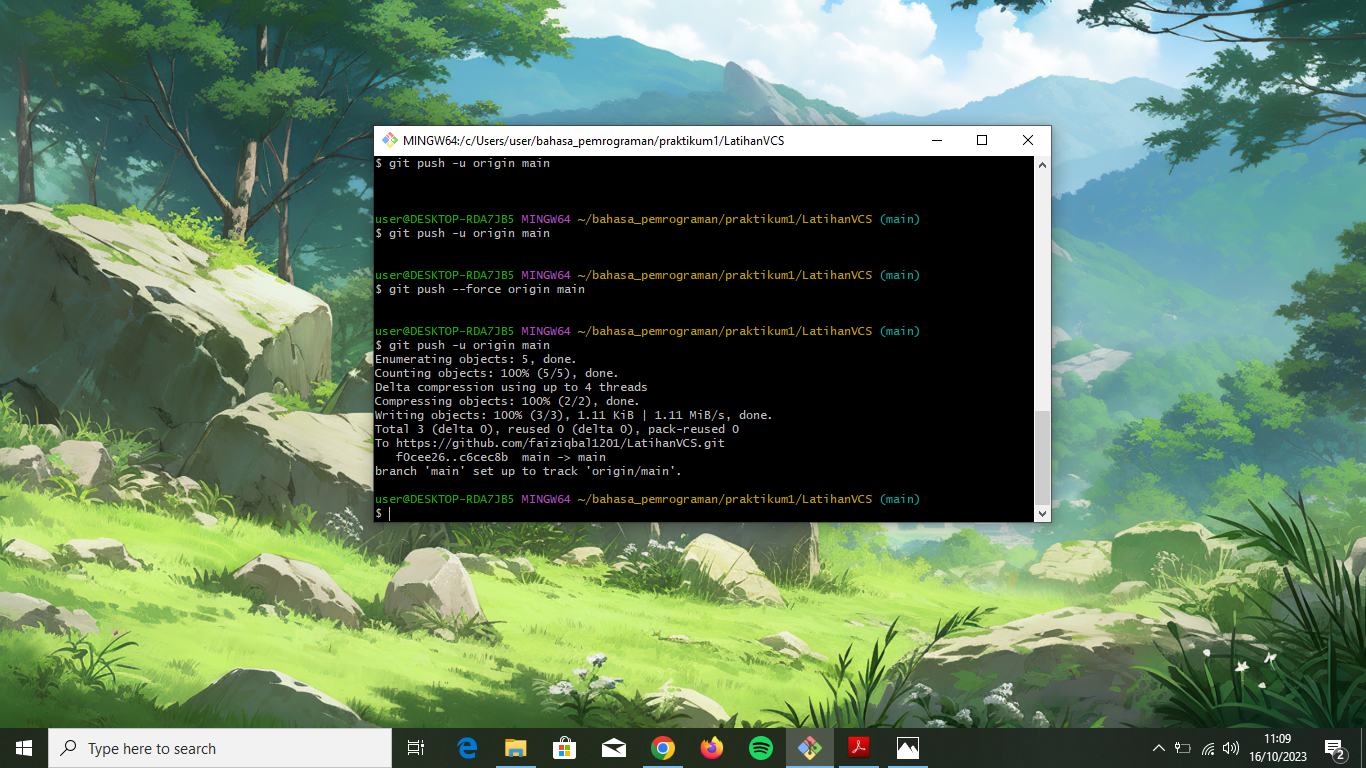 MINGW64:/c/Users/user/bahasa_pemrograman/praktikum1/LatihanVCS
$ git push -u origin main
user@DESKTOP-RDA7JB5 MINGW64 ~/bahasa_pemrograman/praktikum1/LatihanVCS (main)
$ git push -u origin main
user@DESKTOP-RDA7JB5 MINGW64 ~/bahasa_pemrograman/praktikum1/LatihanVCS (main)
$ git push --force origin main
user@DESKTOP-RDA7JB5 MINGW64 ~/bahasa_pemrograman/praktikum1/LatihanVCS (main)
$ git push -u origin main
Enumerating objects: 5, done.
Counting objects: 100% (5/5), done.
Delta compression using up to 4 threads
Compressing objects: 100% (2/2), done.
Writing objects: 100% (3/3), 1.11 KiB | 1.11 MiB/s, done.
Total 3 (delta 0), reused 0 (delta 0), pack-reused 0
To https://github.com/faiziqbal1201/LatihanVCS.git
   f0cee26..c6cec8b  main -> main
branch 'main' set up to track 'origin/main'.
user@DESKTOP-RDA7JB5 MINGW64 ~/bahasa_pemrograman/praktikum1/LatihanVCS (main)
$
Type here to search
11:09
16/10/2023
2